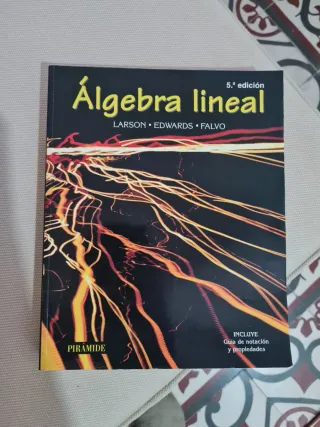 5.ª edición
Álgebra lineal
LARSON • EDWARDS • FALVO
INCLUYE
Guía de notación
y propiedades
PIRÁMIDE